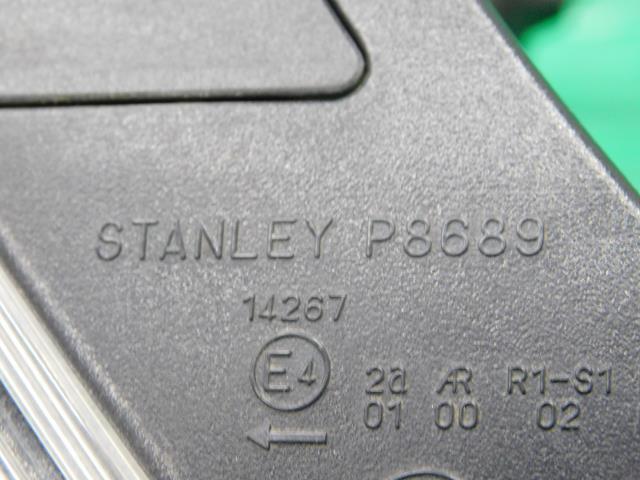 STANLEY P8689
14267
E4 2a AR R1-S1
01 00 02